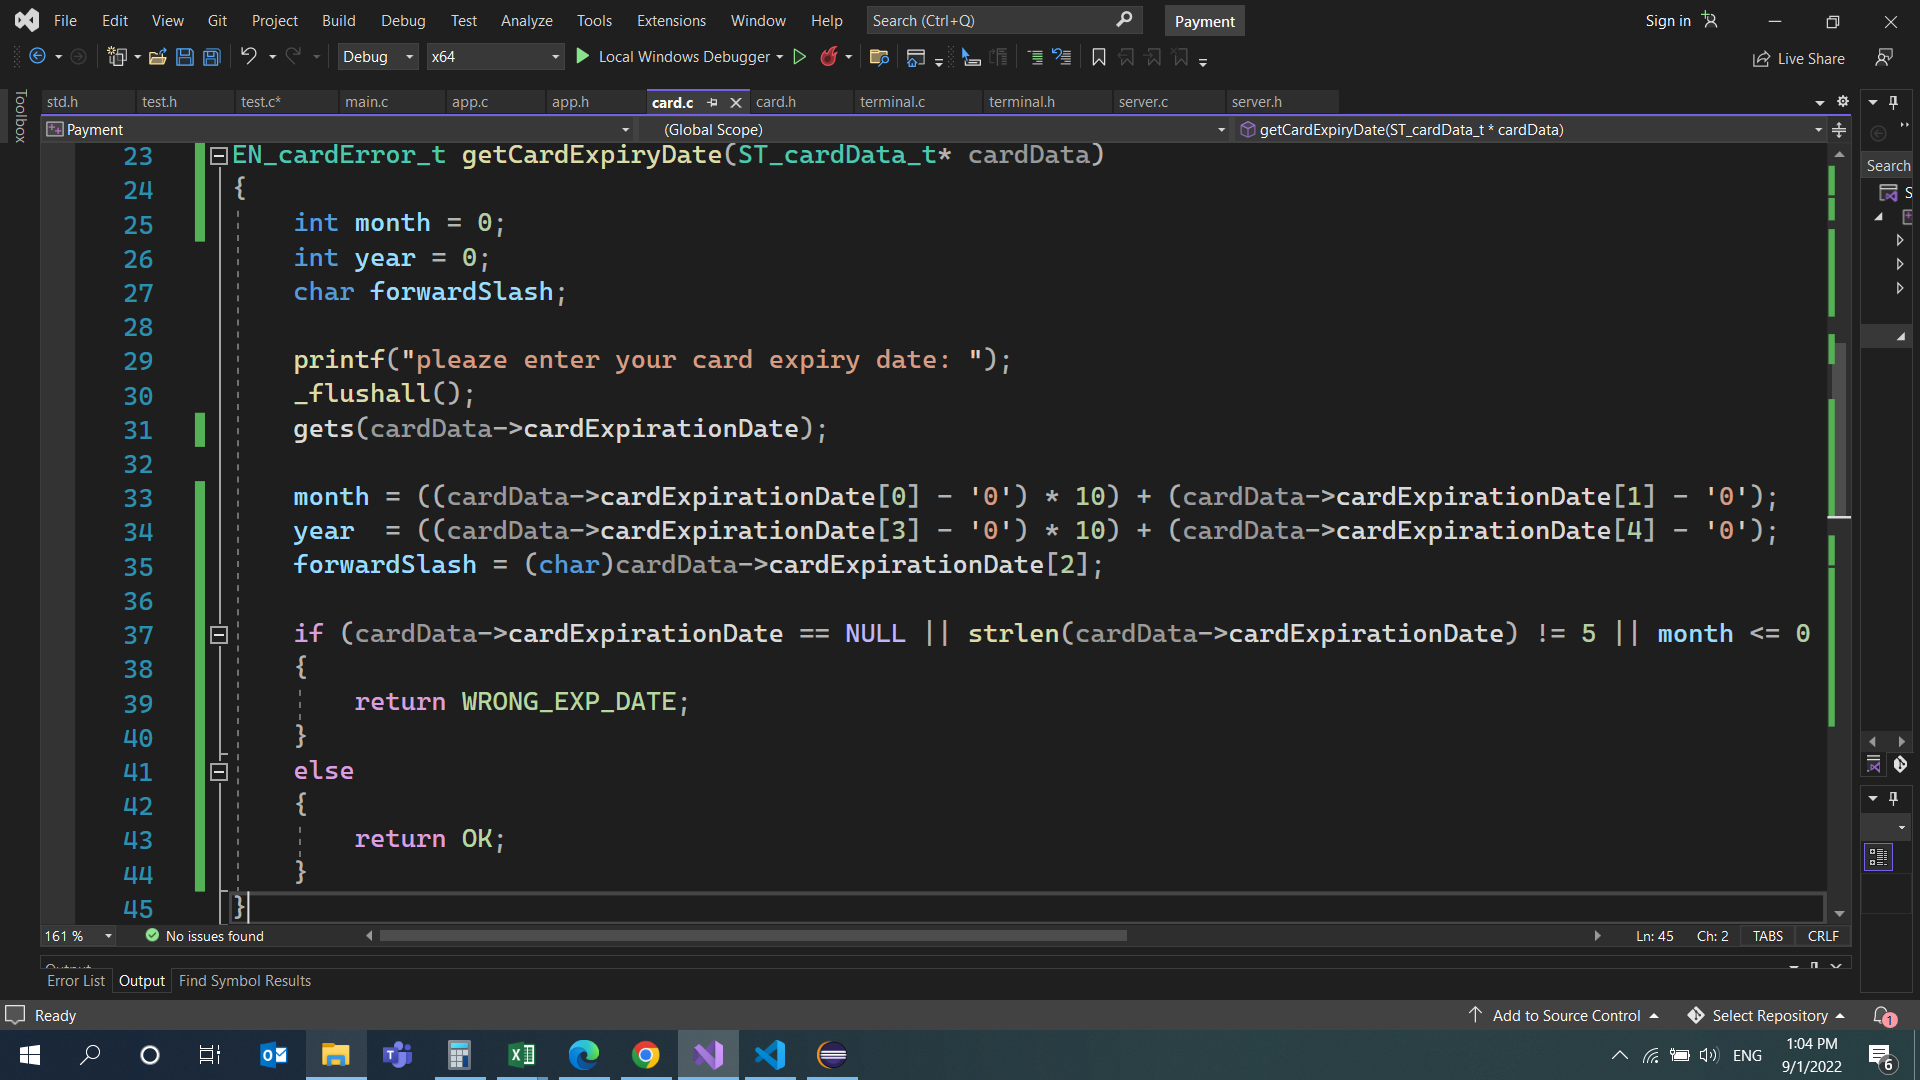 File Edit View Git Project Build Debug Test Analyze Tools Extensions Window Help Search (Ctrl+Q) Payment Sign in
Debug x64 Local Windows Debugger Live Share
Toolbox
std.h test.h test.c* main.c app.c app.h card.c card.h terminal.c terminal.h server.c server.h
Payment (Global Scope) getCardExpiryDate(ST_cardData_t * cardData)
Search
S
23 EN_cardError_t getCardExpiryDate(ST_cardData_t* cardData)
24 {
25 int month = 0;
26 int year = 0;
27 char forwardSlash;
28
29 printf("pleaze enter your card expiry date: ");
30 _flushall();
31 gets(cardData->cardExpirationDate);
32
33 month = ((cardData->cardExpirationDate[0] - '0') * 10) + (cardData->cardExpirationDate[1] - '0');
34 year  = ((cardData->cardExpirationDate[3] - '0') * 10) + (cardData->cardExpirationDate[4] - '0');
35 forwardSlash = (char)cardData->cardExpirationDate[2];
36
37 if (cardData->cardExpirationDate == NULL || strlen(cardData->cardExpirationDate) != 5 || month <= 0
38 {
39 return WRONG_EXP_DATE;
40 }
41 else
42 {
43 return OK;
44 }
45 }
161 % No issues found Ln: 45 Ch: 2 TABS CRLF
Output
Error List Output Find Symbol Results
Ready Add to Source Control Select Repository 1
ENG 1:04 PM
9/1/2022 6